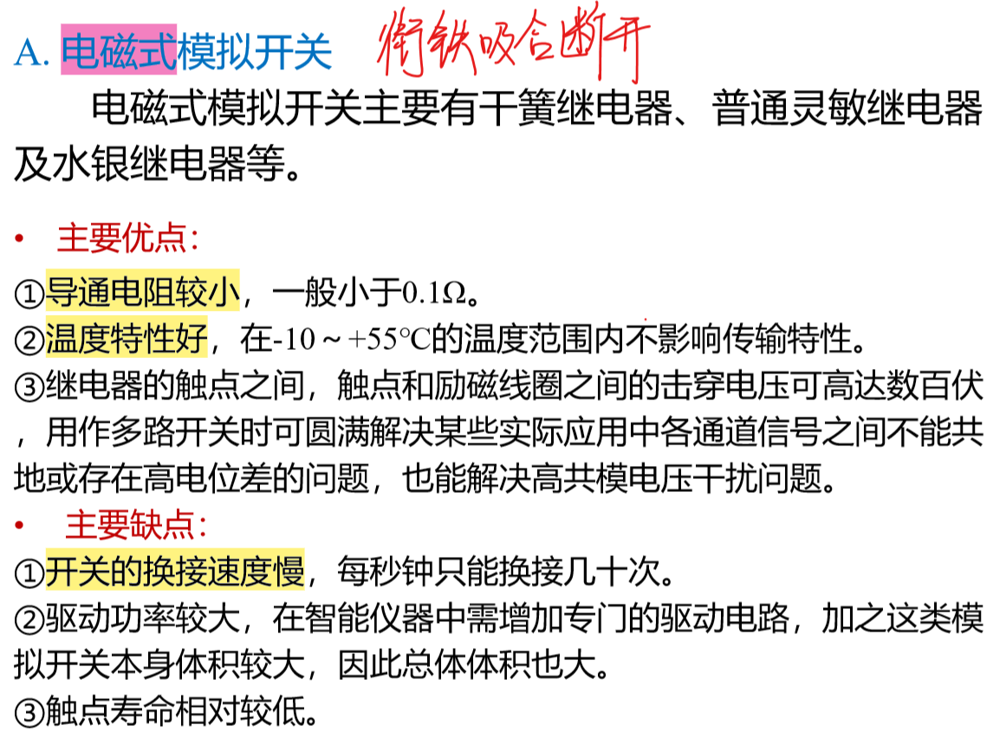 A. 电磁式模拟开关 衔铁吸合断开
电磁式模拟开关主要有干簧继电器、普通灵敏继电器
及水银继电器等。
• 主要优点：
①导通电阻较小，一般小于0.1Ω。
②温度特性好，在-10～+55°C的温度范围内不影响传输特性。
③继电器的触点之间，触点和励磁线圈之间的击穿电压可高达数百伏
，用作多路开关时可圆满解决某些实际应用中各通道信号之间不能共
地或存在高电位差的问题，也能解决高共模电压干扰问题。
• 主要缺点：
①开关的换接速度慢，每秒钟只能换接几十次。
②驱动功率较大，在智能仪器中需增加专门的驱动电路，加之这类模
拟开关本身体积较大，因此总体体积也大。
③触点寿命相对较低。